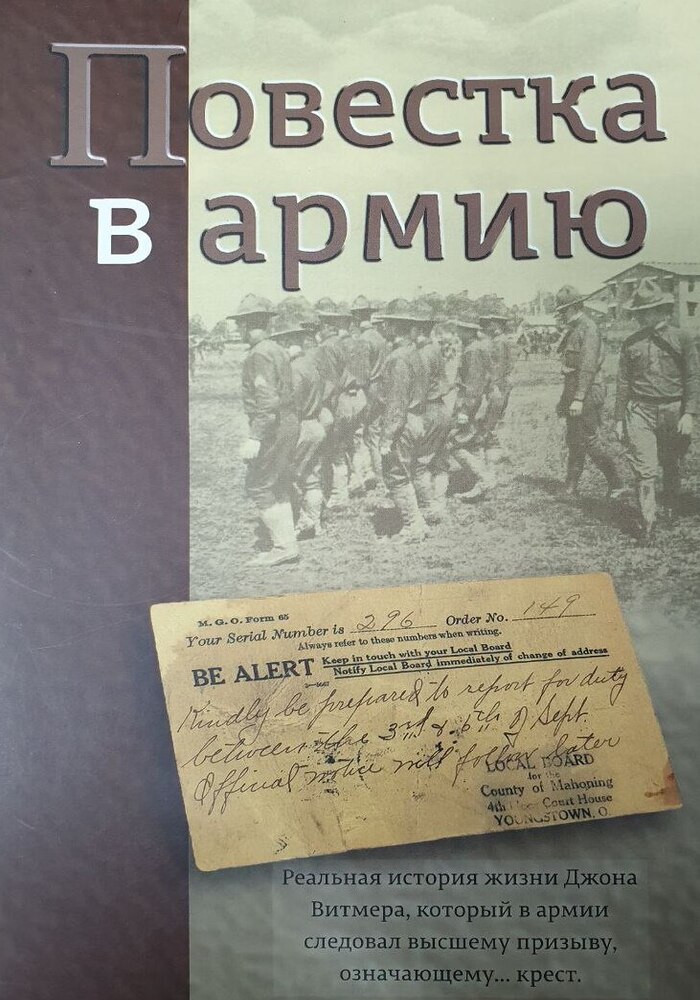 Повестка
в армию
M. G. O. Form 65
Your Serial Number is 296 Order No. 149
Always refer to these numbers when writing.
BE ALERT Keep in touch with your Local Board
Notify Local Board immediately of change of address
Kindly be prepared to report for duty
between the 3rd & 6th of Sept.
Official notice will follow later
LOCAL BOARD
for the
County of Mahoning
4th Floor Court House
YOUNGSTOWN, O.
Реальная история жизни Джона
Витмера, который в армии
следовал высшему призыву,
означающему... крест.